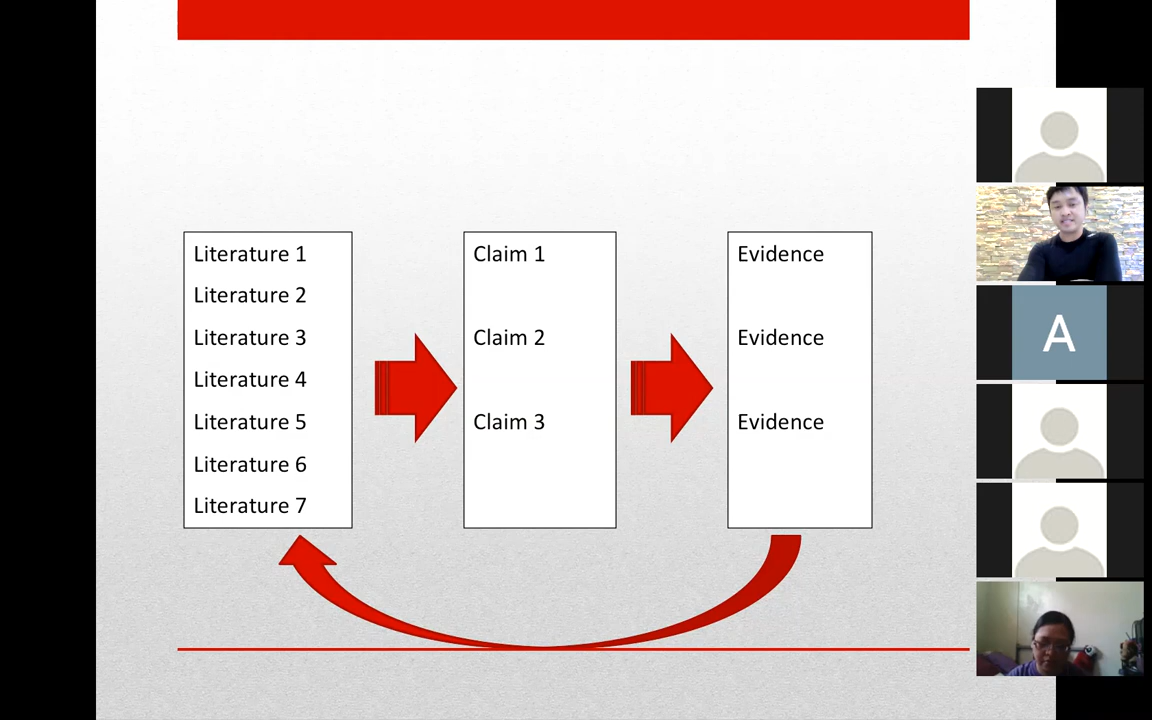 Literature 1
Literature 2
Literature 3
Literature 4
Literature 5
Literature 6
Literature 7
Claim 1
Claim 2
Claim 3
Evidence
Evidence
Evidence
A